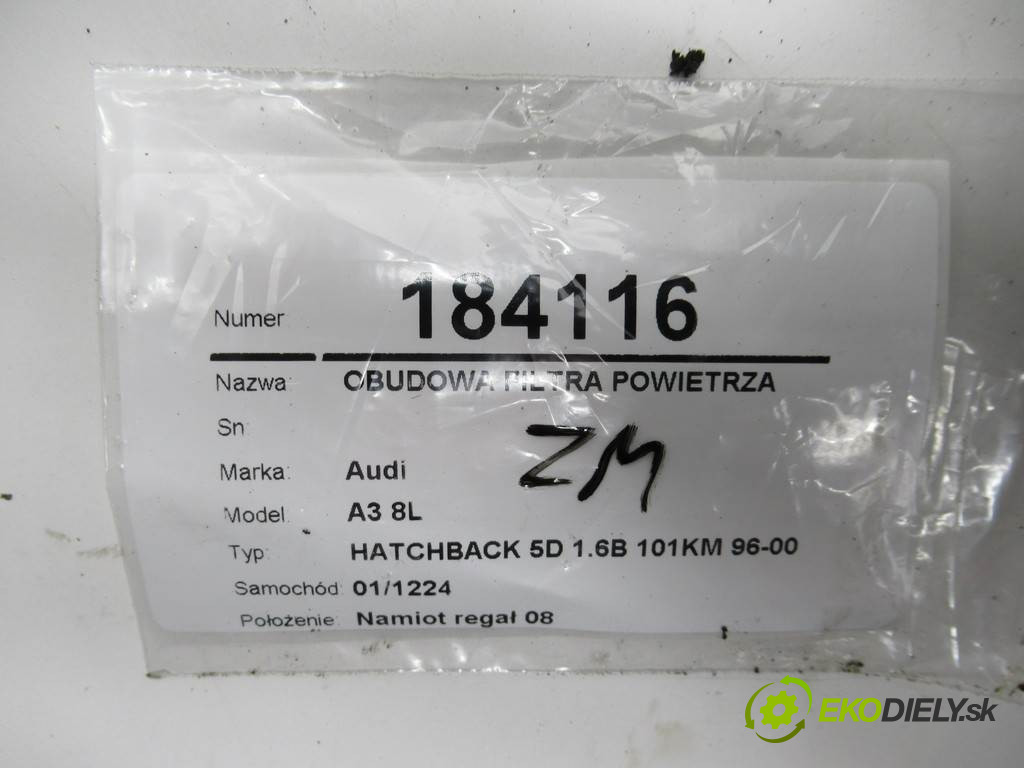 Numer 184116
Nazwa: OBUDOWA FILTRA POWIETRZA
Sn
ZM
Marka: Audi
Model: A3 8L
Typ: HATCHBACK 5D 1.6B 101KM 96-00
Samochód: 01/1224
Położenie: Namiot regał 08
EKODIELY.sk